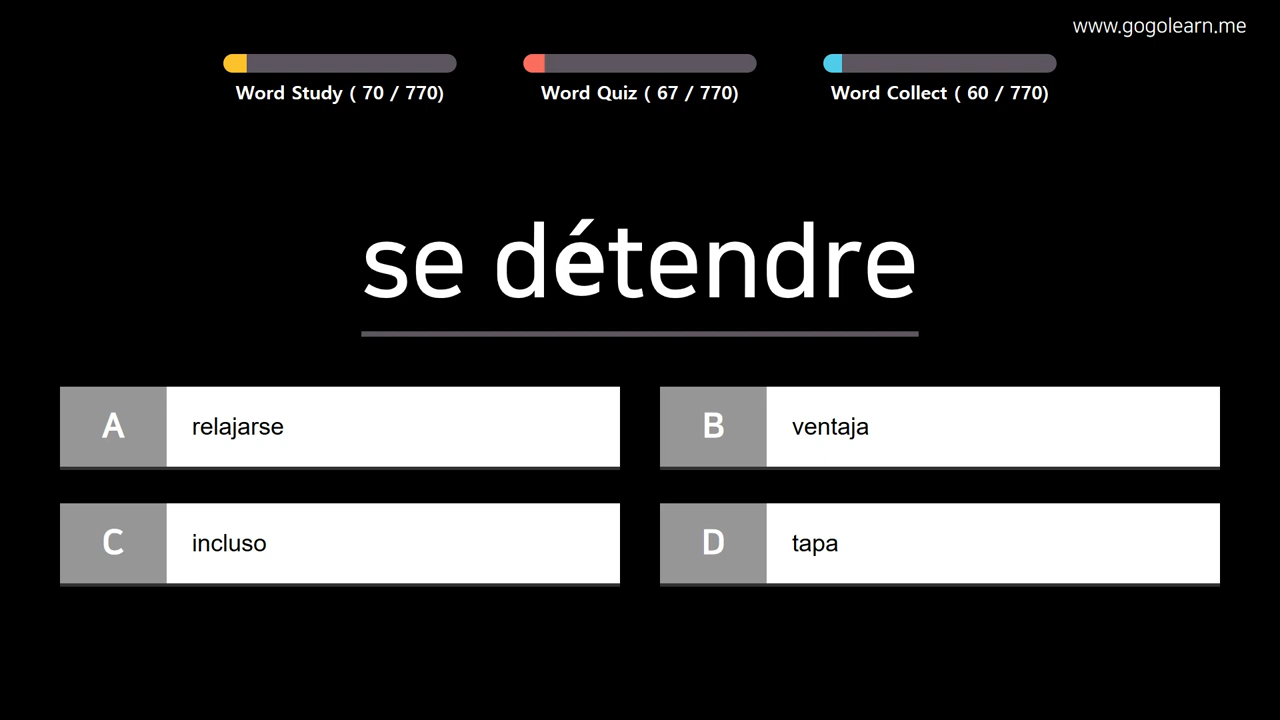 www.gogolearn.me
Word Study ( 70 / 770)
Word Quiz ( 67 / 770)
Word Collect ( 60 / 770)
se détendre
A relajarse
B ventaja
C incluso
D tapa